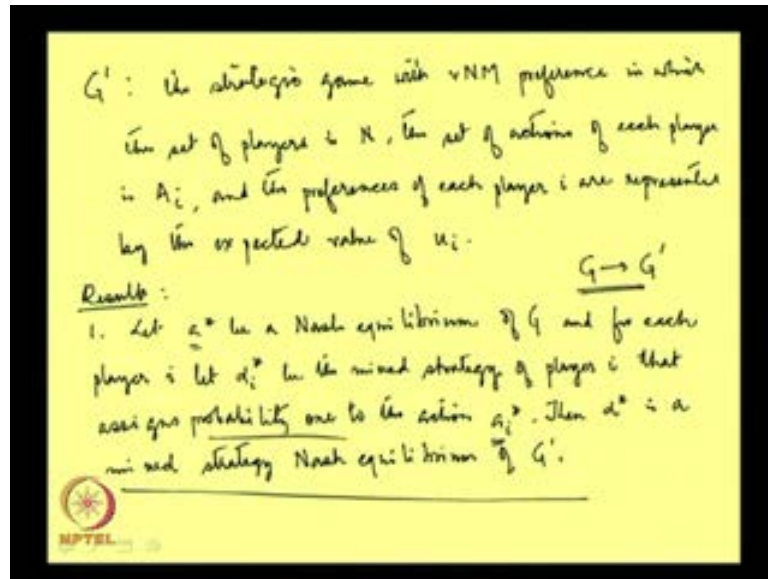 G' : the strategic game with vNM preference in which
the set of players is N, the set of actions of each player
is Aᵢ, and the preferences of each player i are represented
by the expected value of uᵢ.
G → G'
Result :
1. Let a* be a Nash equilibrium of G and for each
player i let αᵢ* be the mixed strategy of player i that
assigns probability one to the action aᵢ*. Then α* is a
mixed strategy Nash equilibrium of G'.
NPTEL